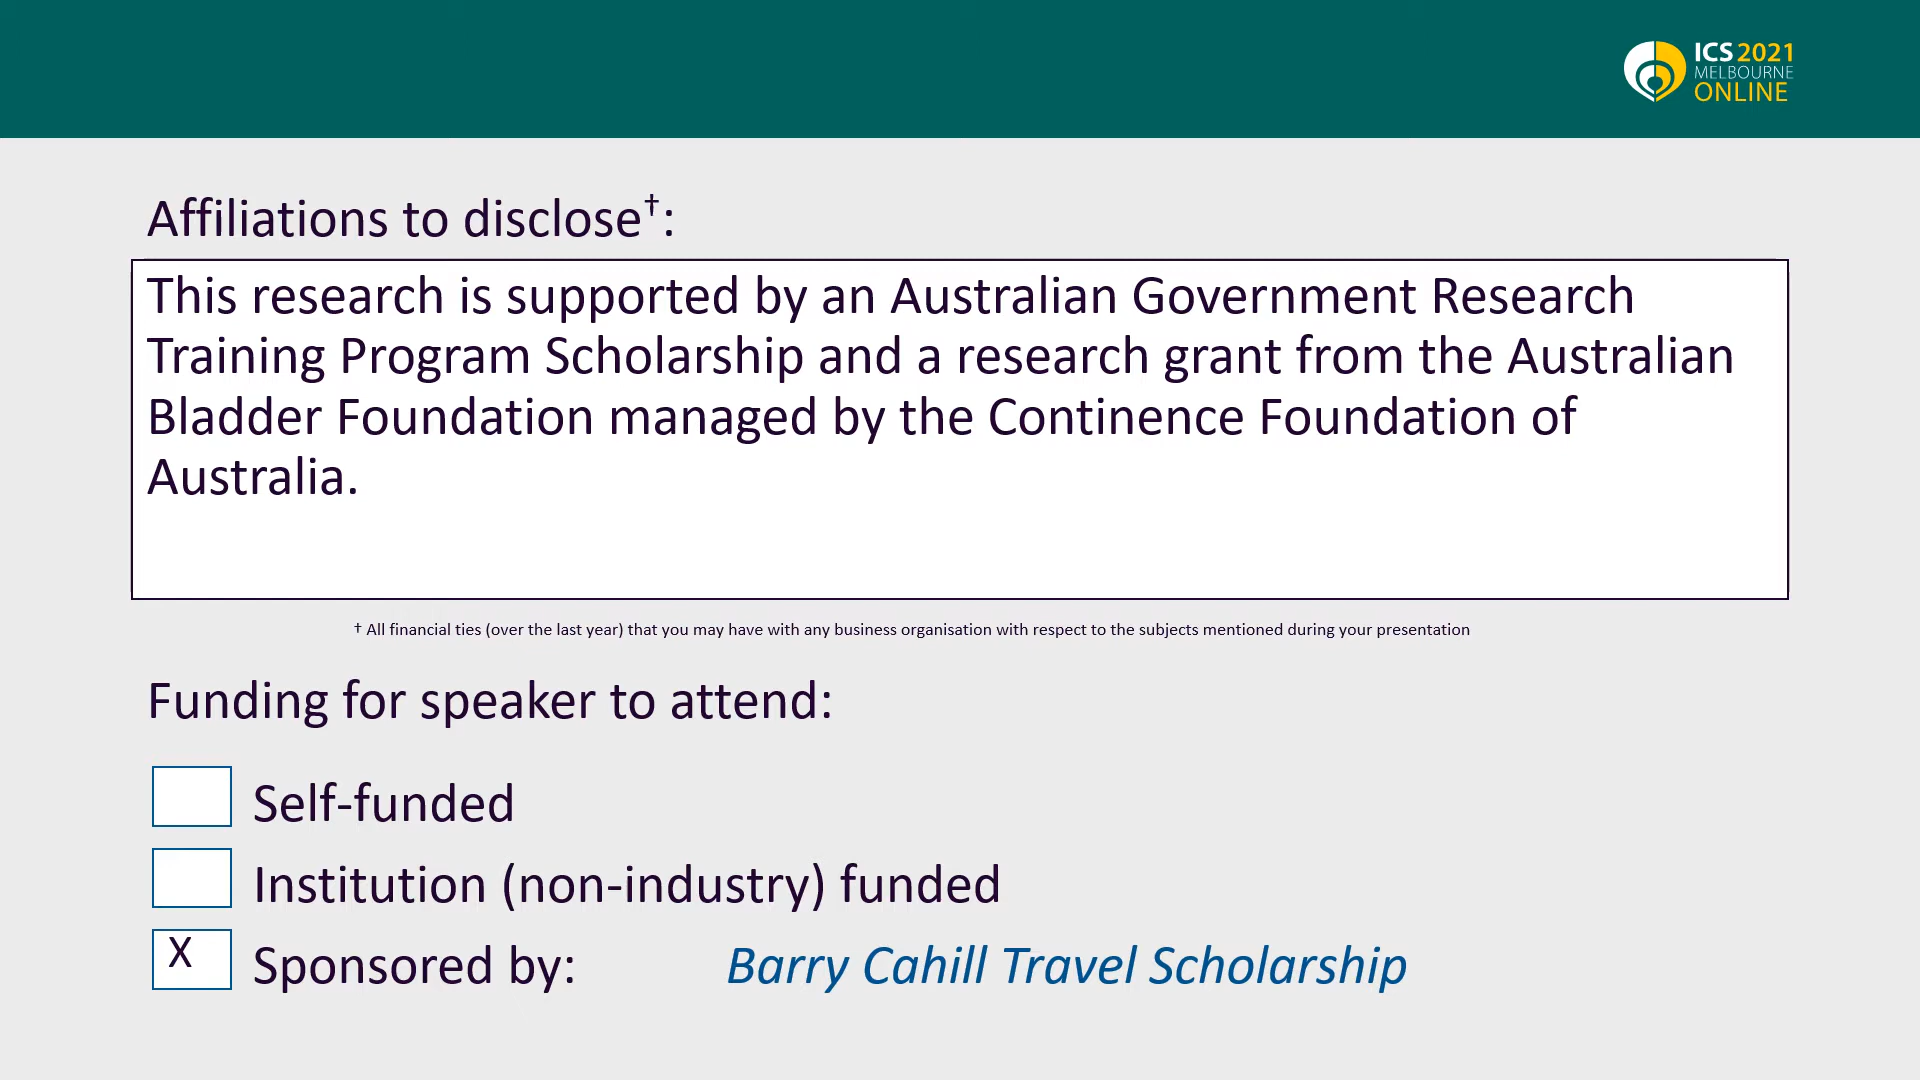 ICS 2021
MELBOURNE
ONLINE
Affiliations to disclose†:
This research is supported by an Australian Government Research
Training Program Scholarship and a research grant from the Australian
Bladder Foundation managed by the Continence Foundation of
Australia.
† All financial ties (over the last year) that you may have with any business organisation with respect to the subjects mentioned during your presentation
Funding for speaker to attend:
Self-funded
Institution (non-industry) funded
X Sponsored by: Barry Cahill Travel Scholarship